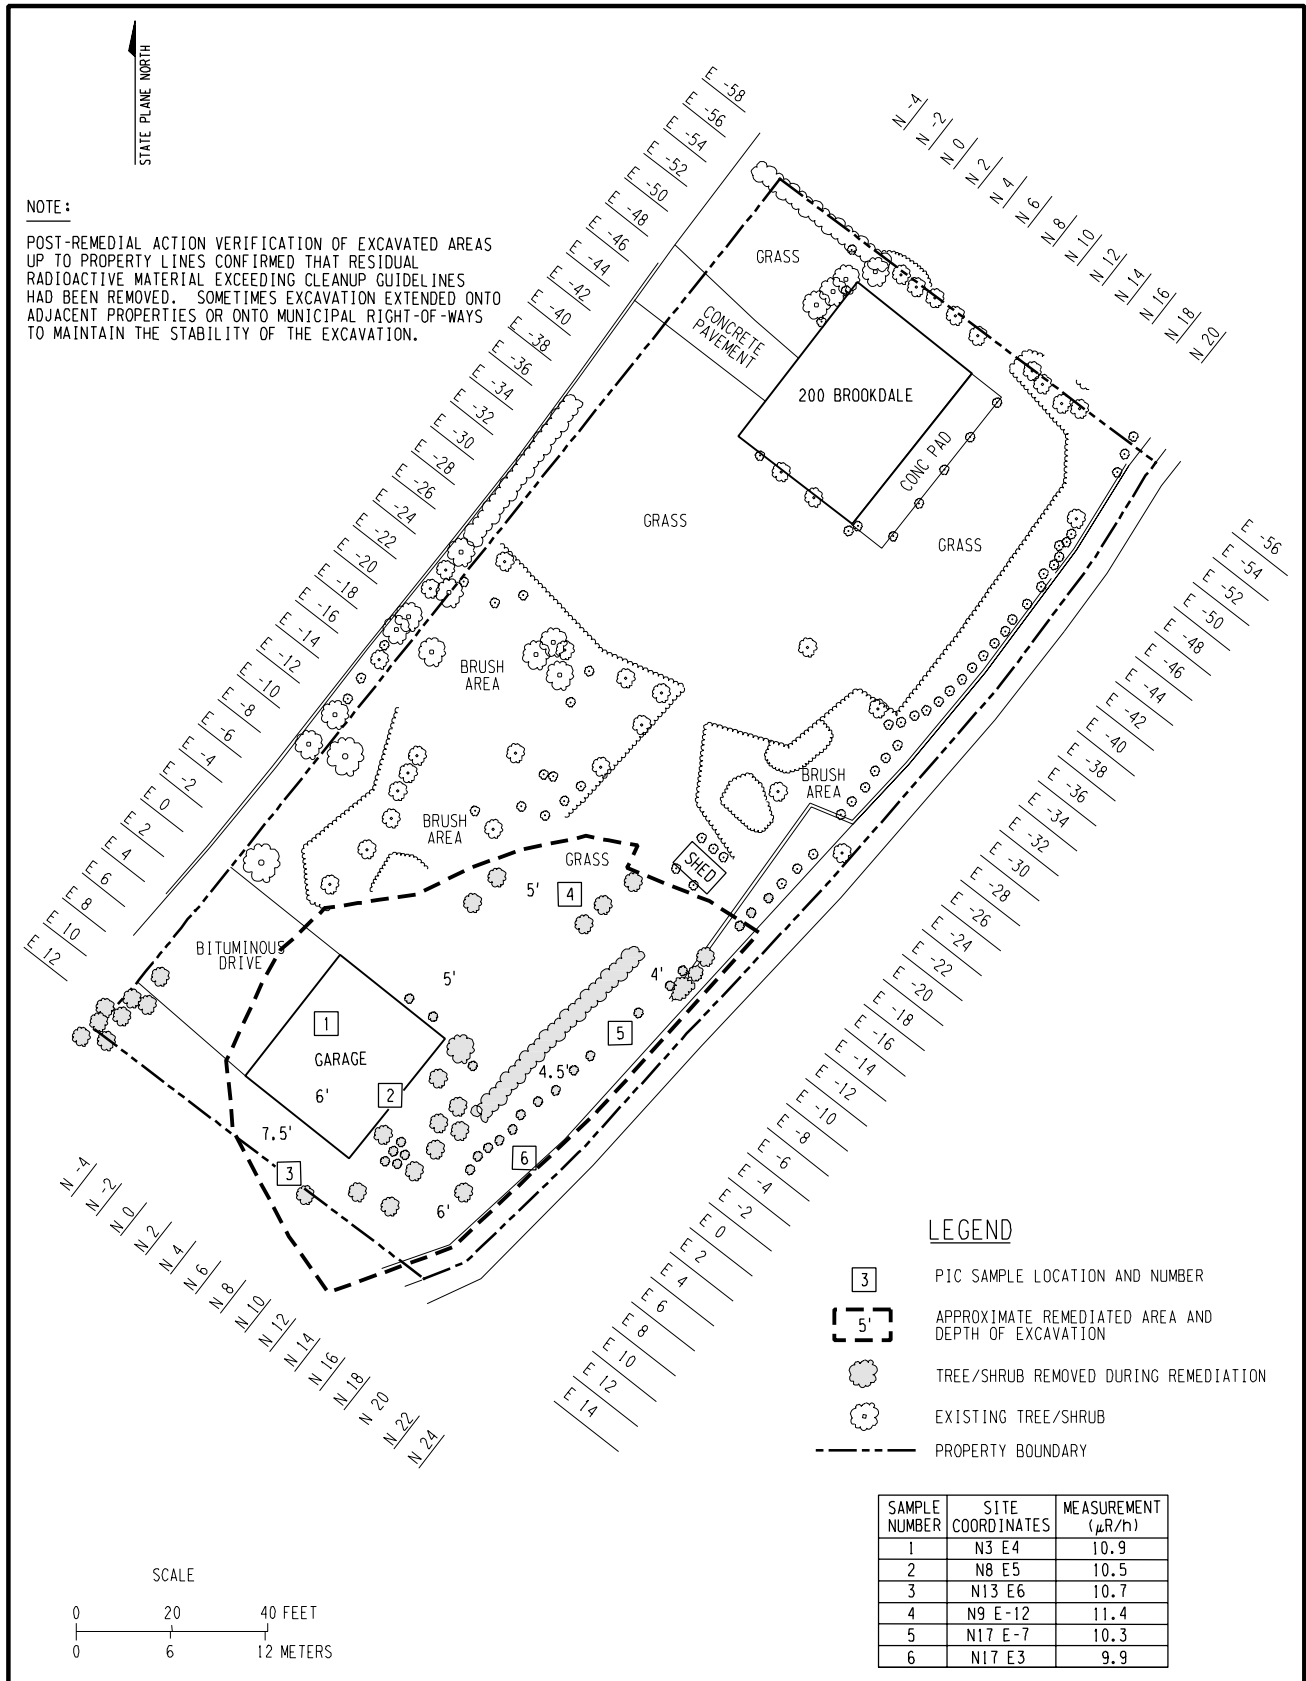 STATE PLANE NORTH
NOTE:
POST-REMEDIAL ACTION VERIFICATION OF EXCAVATED AREAS
UP TO PROPERTY LINES CONFIRMED THAT RESIDUAL
RADIOACTIVE MATERIAL EXCEEDING CLEANUP GUIDELINES
HAD BEEN REMOVED. SOMETIMES EXCAVATION EXTENDED ONTO
ADJACENT PROPERTIES OR ONTO MUNICIPAL RIGHT-OF-WAYS
TO MAINTAIN THE STABILITY OF THE EXCAVATION.
E -58
E -56
E -54
E -52
E -50
E -48
E -46
E -44
E -42
E -40
E -38
E -36
E -34
E -32
E -30
E -28
E -26
E -24
E -22
E -20
E -18
E -16
E -14
E -12
E -10
E -8
E -6
E -4
E -2
E 0
E 2
E 4
E 6
E 8
E 10
E 12
N -4
N -2
N 0
N 2
N 4
N 6
N 8
N 10
N 12
N 14
N 16
N 18
N 20
GRASS
CONCRETE
PAVEMENT
200 BROOKDALE
CONC PAD
GRASS
GRASS
BRUSH
AREA
BRUSH
AREA
BRUSH
AREA
GRASS
SHED
5'
4
BITUMINOUS
DRIVE
5'
4'
1
5
GARAGE
4.5'
6'
2
7.5'
6
3
6'
E -56
E -54
E -52
E -50
E -48
E -46
E -44
E -42
E -40
E -38
E -36
E -34
E -32
E -30
E -28
E -26
E -24
E -22
E -20
E -18
E -16
E -14
E -12
E -10
E -8
E -6
E -4
E -2
E 0
E 2
E 4
E 6
E 8
E 10
E 12
E 14
N -4
N -2
N 0
N 2
N 4
N 6
N 8
N 10
N 12
N 14
N 16
N 18
N 20
N 22
N 24
LEGEND
3 PIC SAMPLE LOCATION AND NUMBER
5' APPROXIMATE REMEDIATED AREA AND
DEPTH OF EXCAVATION
TREE/SHRUB REMOVED DURING REMEDIATION
EXISTING TREE/SHRUB
PROPERTY BOUNDARY
SAMPLE SITE MEASUREMENT
NUMBER COORDINATES (μR/h)
1 N3 E4 10.9
2 N8 E5 10.5
3 N13 E6 10.7
4 N9 E-12 11.4
5 N17 E-7 10.3
6 N17 E3 9.9
SCALE
0 20 40 FEET
0 6 12 METERS